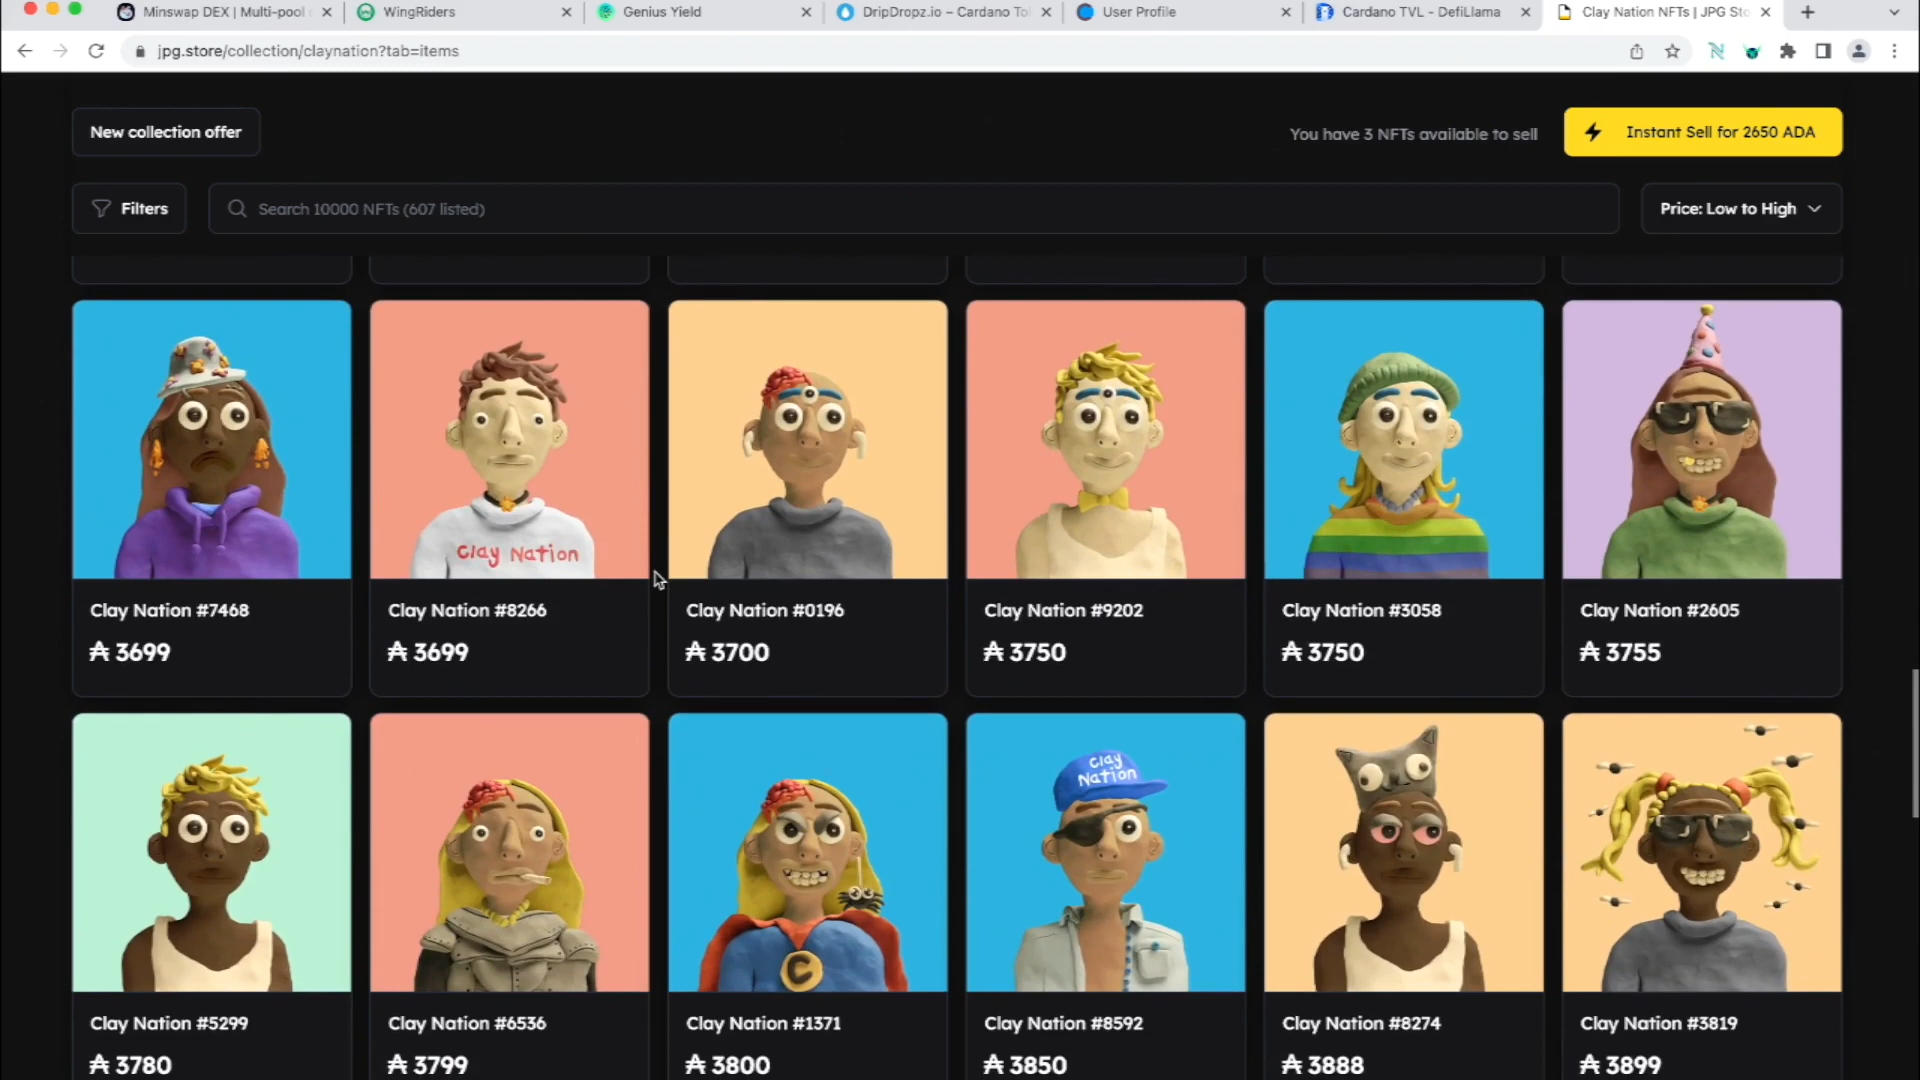 Minswap DEX | Multi-pool
WingRiders
Genius Yield
DripDropz.io – Cardano To
User Profile
Cardano TVL - DefiLlama
Clay Nation NFTs | JPG Sto
jpg.store/collection/claynation?tab=items
New collection offer
You have 3 NFTs available to sell
Instant Sell for 2650 ADA
Filters
Search 10000 NFTs (607 listed)
Price: Low to High
Clay Nation
Clay Nation #7468
₳ 3699
Clay Nation #8266
₳ 3699
Clay Nation #0196
₳ 3700
Clay Nation #9202
₳ 3750
Clay Nation #3058
₳ 3750
Clay Nation #2605
₳ 3755
clay
Nation
C
Clay Nation #5299
₳ 3780
Clay Nation #6536
₳ 3799
Clay Nation #1371
₳ 3800
Clay Nation #8592
₳ 3850
Clay Nation #8274
₳ 3888
Clay Nation #3819
₳ 3899